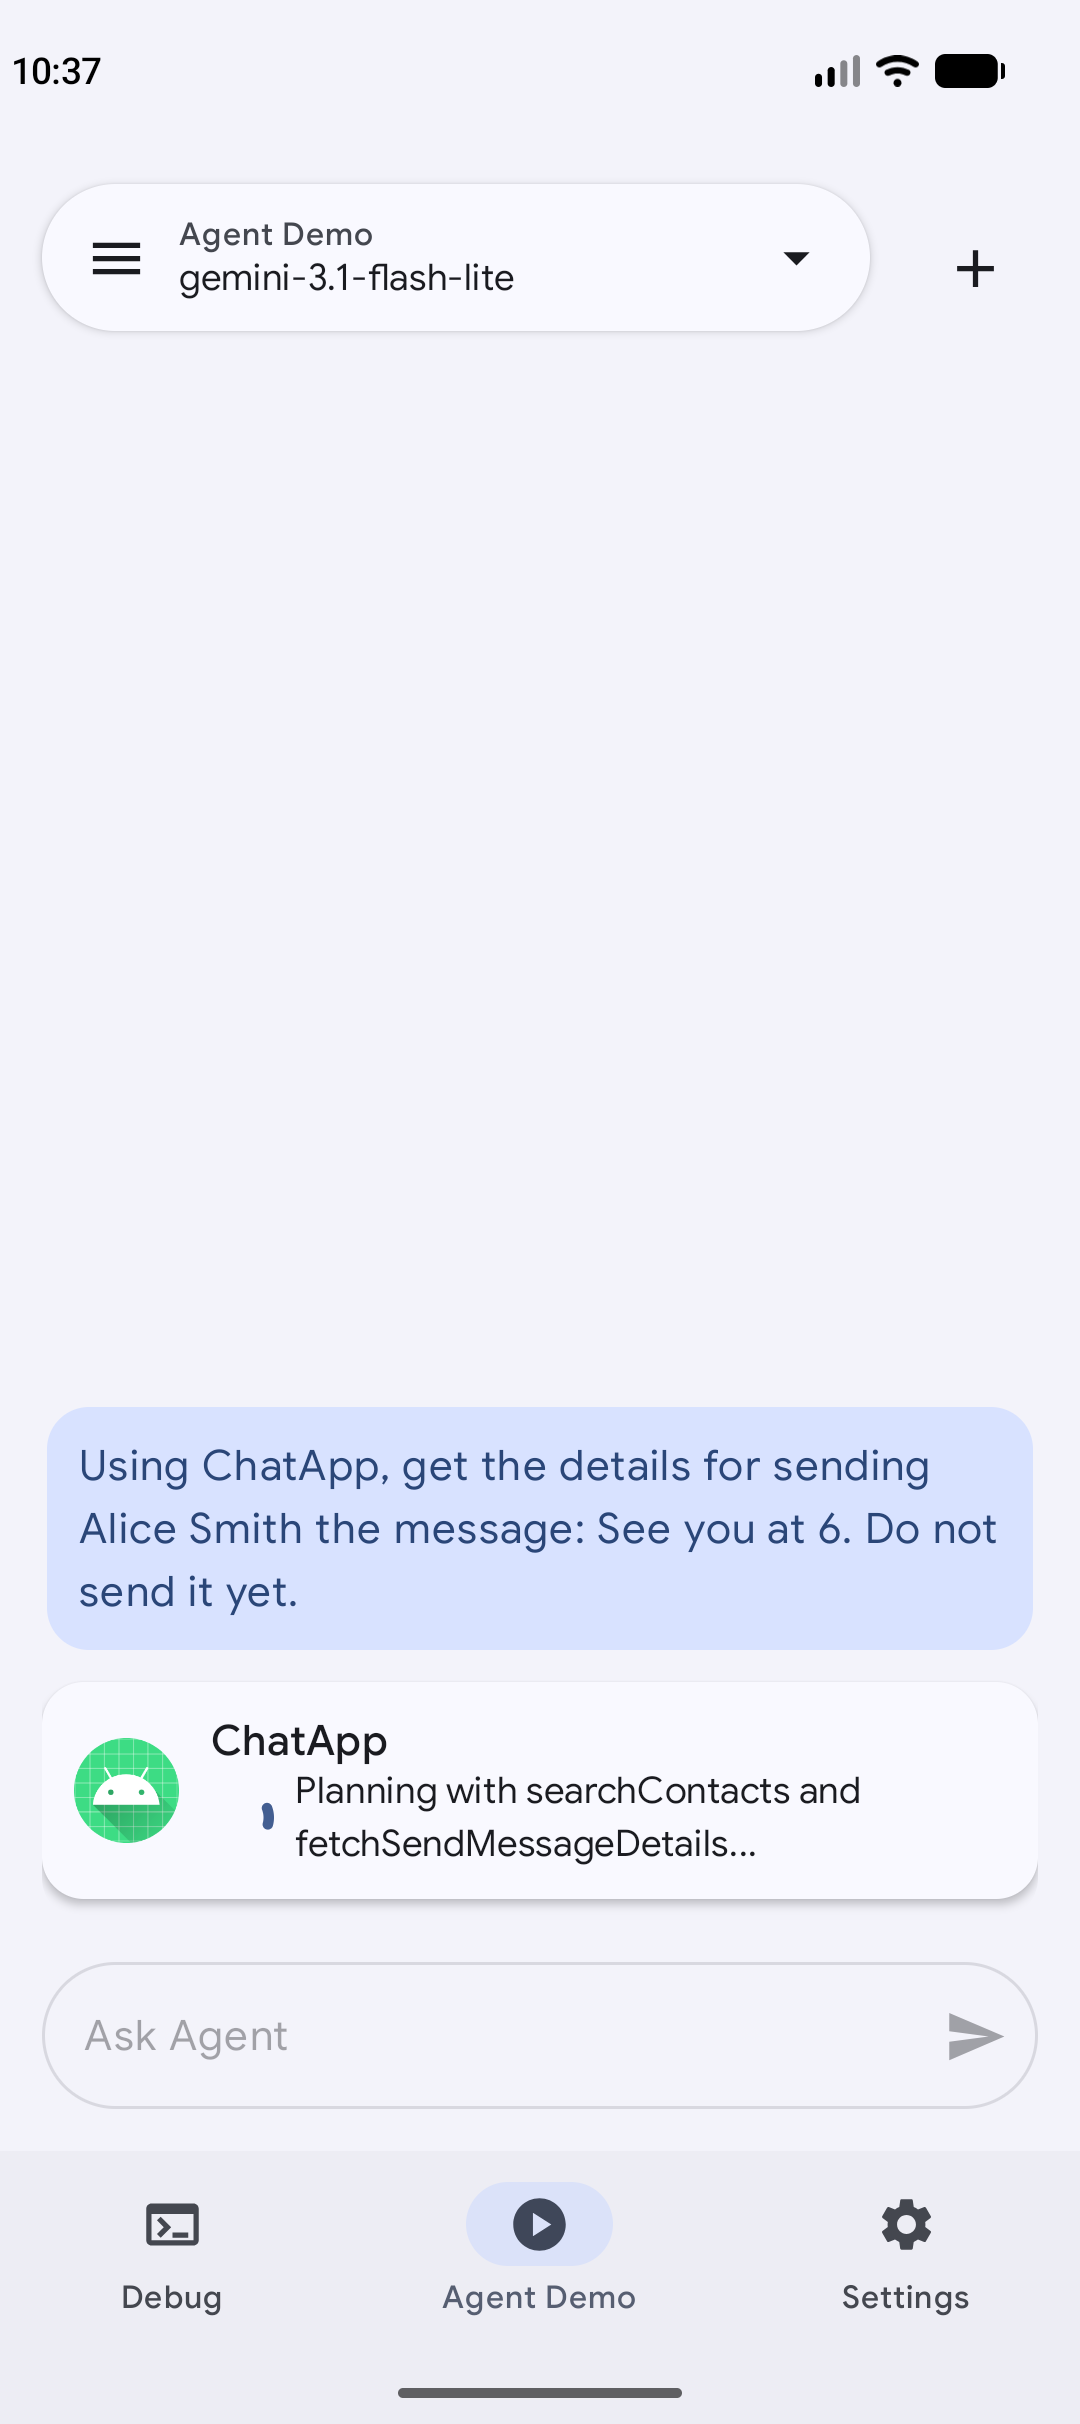 10:37
Agent Demo
gemini-3.1-flash-lite
Using ChatApp, get the details for sending
Alice Smith the message: See you at 6. Do not
send it yet.
ChatApp
Planning with searchContacts and
fetchSendMessageDetails...
Ask Agent
Debug
Agent Demo
Settings